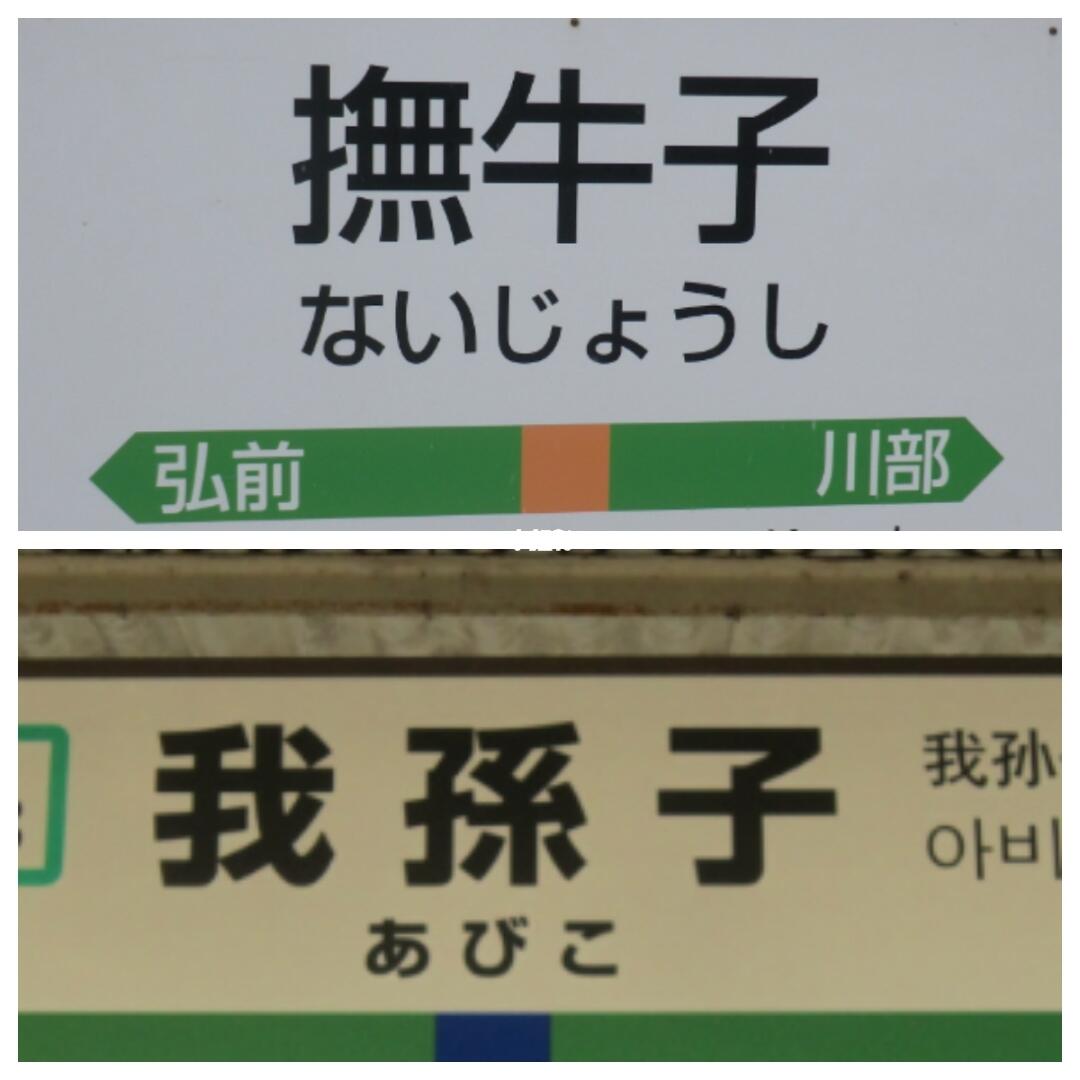 撫牛子
ないじょうし
弘前 川部
我孫子
我孙
あびこ
아비